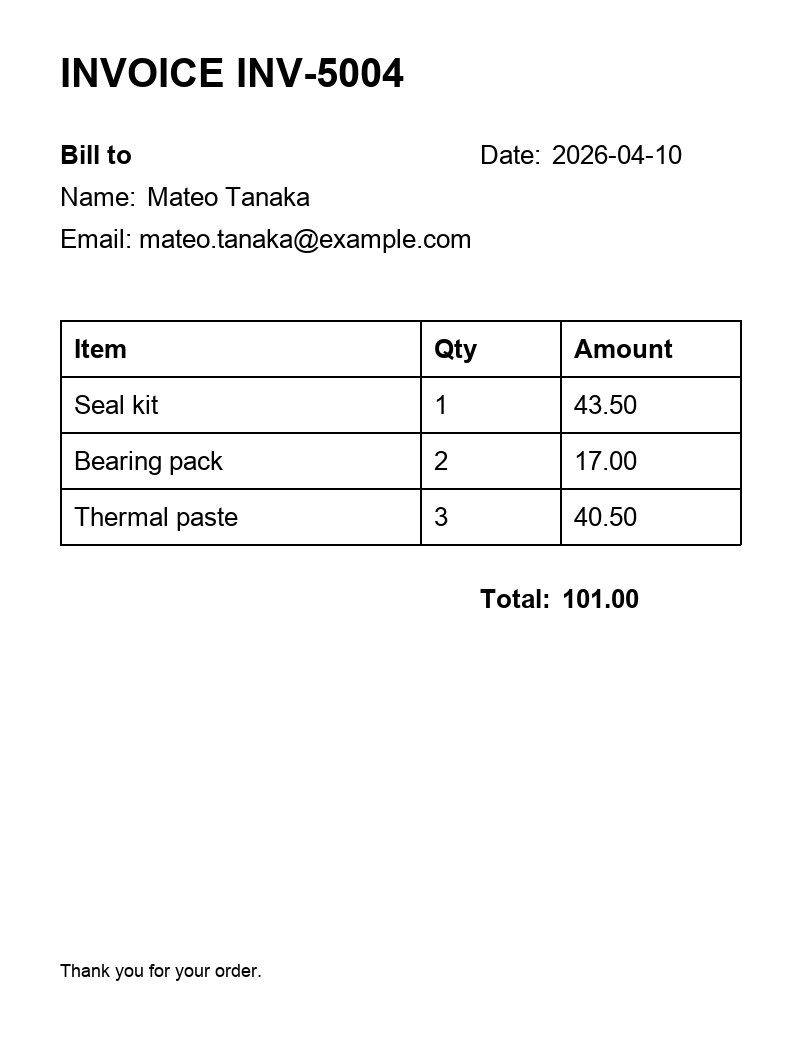 INVOICE INV-5004
Bill to Date: 2026-04-10
Name: Mateo Tanaka
Email: mateo.tanaka@example.com
Item Qty Amount
Seal kit 1 43.50
Bearing pack 2 17.00
Thermal paste 3 40.50
Total: 101.00
Thank you for your order.